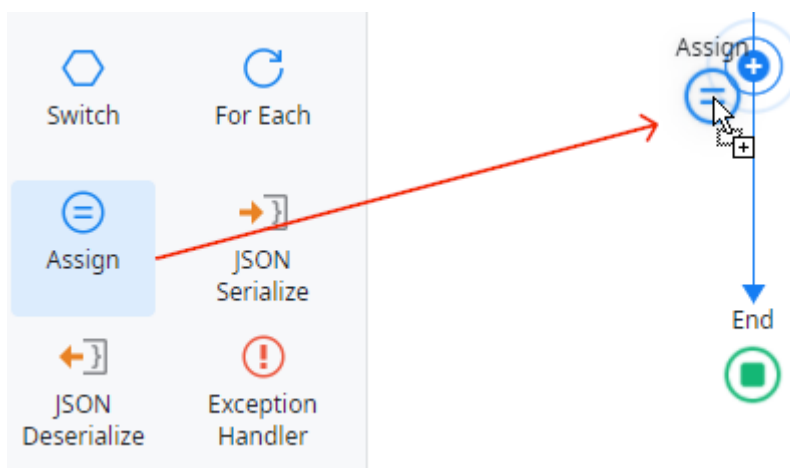 Switch
For Each
Assign
JSON
Serialize
JSON
Deserialize
Exception
Handler
Assign
End